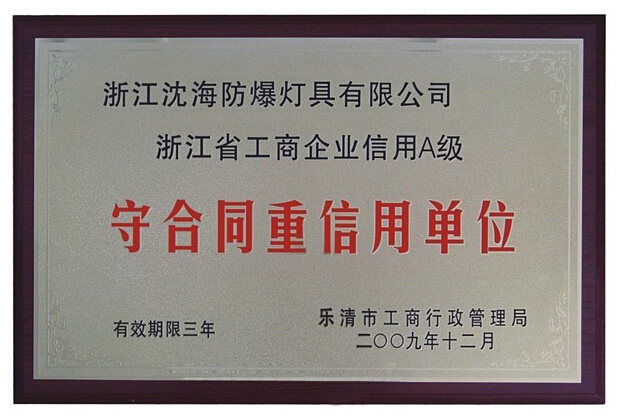 浙江沈海防爆灯具有限公司
浙江省工商企业信用A级
守合同重信用单位
有效期限三年
乐清市工商行政管理局
二〇〇九年十二月